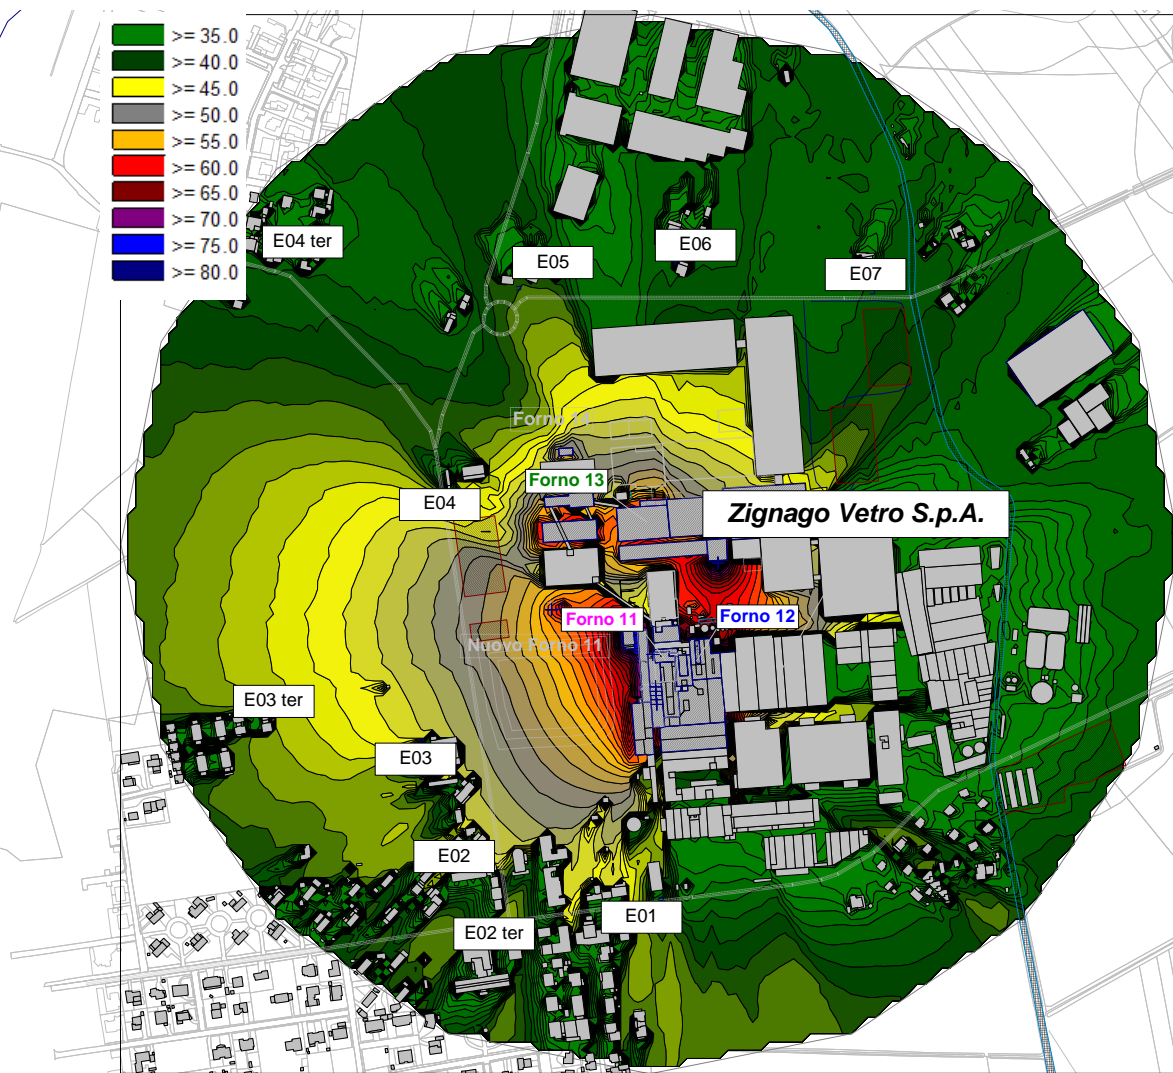 >= 35.0
>= 40.0
>= 45.0
>= 50.0
>= 55.0
>= 60.0
>= 65.0
>= 70.0
>= 75.0
>= 80.0
E04 ter
E05
E06
E07
Forno 14
Forno 13
E04
Zignago Vetro S.p.A.
Forno 11
Forno 12
Nuovo Forno 11
E03 ter
E03
E02
E01
E02 ter